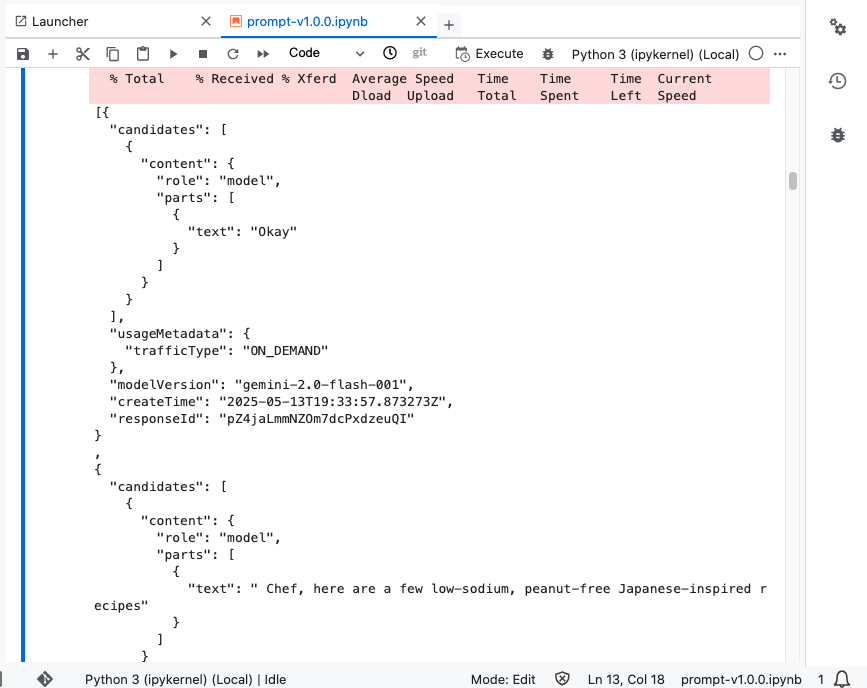 Launcher prompt-v1.0.0.ipynb
Code git Execute Python 3 (ipykernel) (Local)
% Total % Received % Xferd Average Speed Time Time Time Current
Dload Upload Total Spent Left Speed
[{
"candidates": [
{
"content": {
"role": "model",
"parts": [
{
"text": "Okay"
}
]
}
}
],
"usageMetadata": {
"trafficType": "ON_DEMAND"
},
"modelVersion": "gemini-2.0-flash-001",
"createTime": "2025-05-13T19:33:57.873273Z",
"responseId": "pZ4jaLmmNZOm7dcPxdzeuQI"
}
,
{
"candidates": [
{
"content": {
"role": "model",
"parts": [
{
"text": " Chef, here are a few low-sodium, peanut-free Japanese-inspired r
ecipes"
}
]
}
Python 3 (ipykernel) (Local) | Idle Mode: Edit Ln 13, Col 18 prompt-v1.0.0.ipynb 1